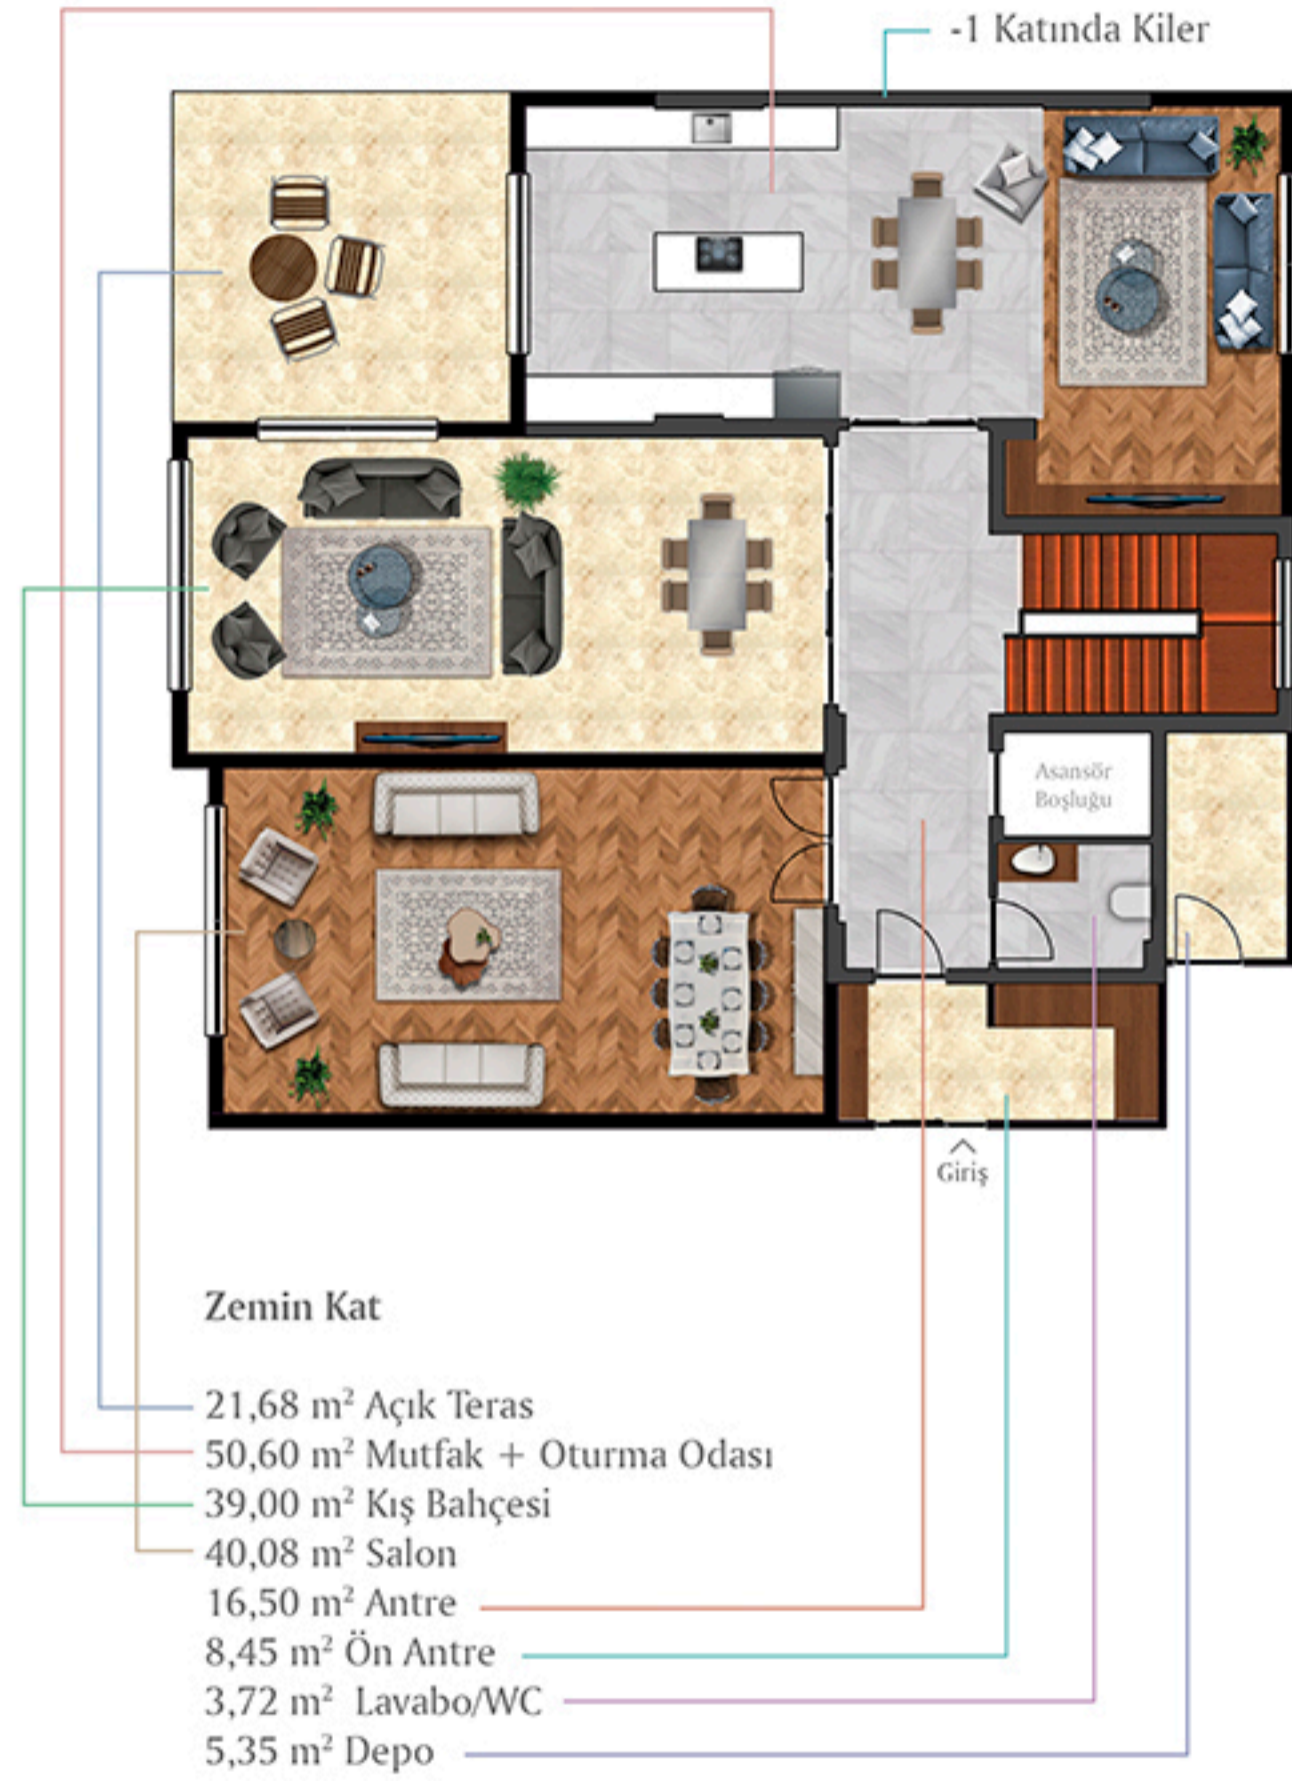 -1 Katında Kiler
Asansör
Boşluğu
Giriş
Zemin Kat
21,68 m² Açık Teras
50,60 m² Mutfak + Oturma Odası
39,00 m² Kış Bahçesi
40,08 m² Salon
16,50 m² Antre
8,45 m² Ön Antre
3,72 m² Lavabo/WC
5,35 m² Depo